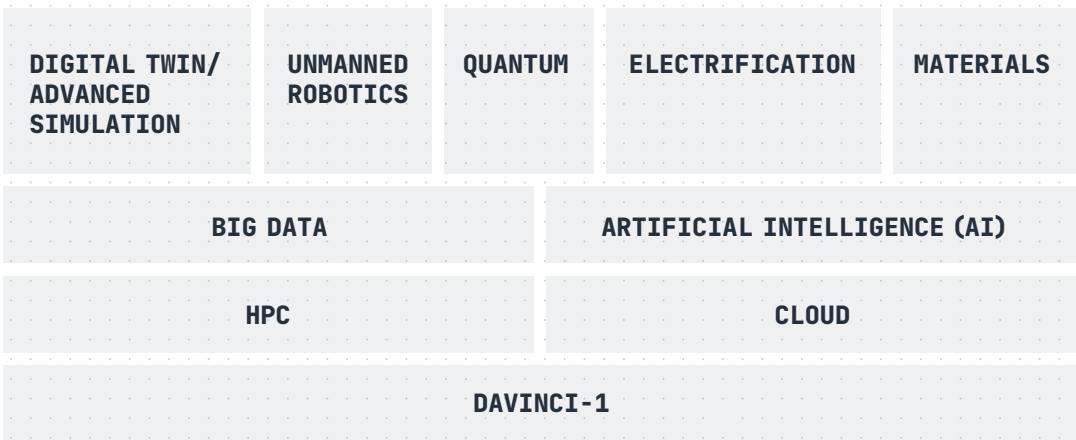 DIGITAL TWIN/
ADVANCED
SIMULATION
UNMANNED
ROBOTICS
QUANTUM
ELECTRIFICATION
MATERIALS
BIG DATA
ARTIFICIAL INTELLIGENCE (AI)
HPC
CLOUD
DAVINCI-1